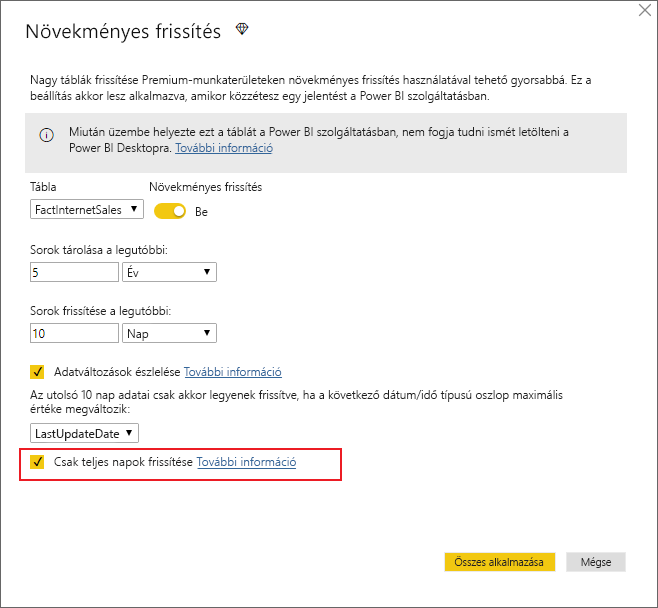 Növekményes frissítés
Nagy táblák frissítése Premium-munkaterületeken növekményes frissítés használatával tehető gyorsabbá. Ez a
beállítás akkor lesz alkalmazva, amikor közzétesz egy jelentést a Power BI szolgáltatásban.
Miután üzembe helyezte ezt a táblát a Power BI szolgáltatásban, nem fogja tudni ismét letölteni a
Power BI Desktopra. További információ
Tábla Növekményes frissítés
FactInternetSales Be
Sorok tárolása a legutóbbi:
5 Év
Sorok frissítése a legutóbbi:
10 Nap
Adatváltozások észlelése További információ
Az utolsó 10 nap adatai csak akkor legyenek frissítve, ha a következő dátum/idő típusú oszlop maximális
értéke megváltozik:
LastUpdateDate
Csak teljes napok frissítése További információ
Összes alkalmazása Mégse